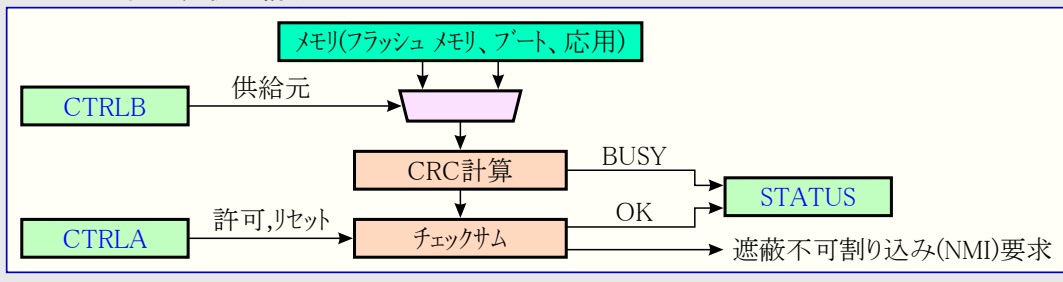 メモリ(フラッシュ メモリ、ブート、応用)
供給元
CTRLB
BUSY
CRC計算
STATUS
OK
許可,リセット
CTRLA
チェックサム
遮蔽不可割り込み(NMI)要求